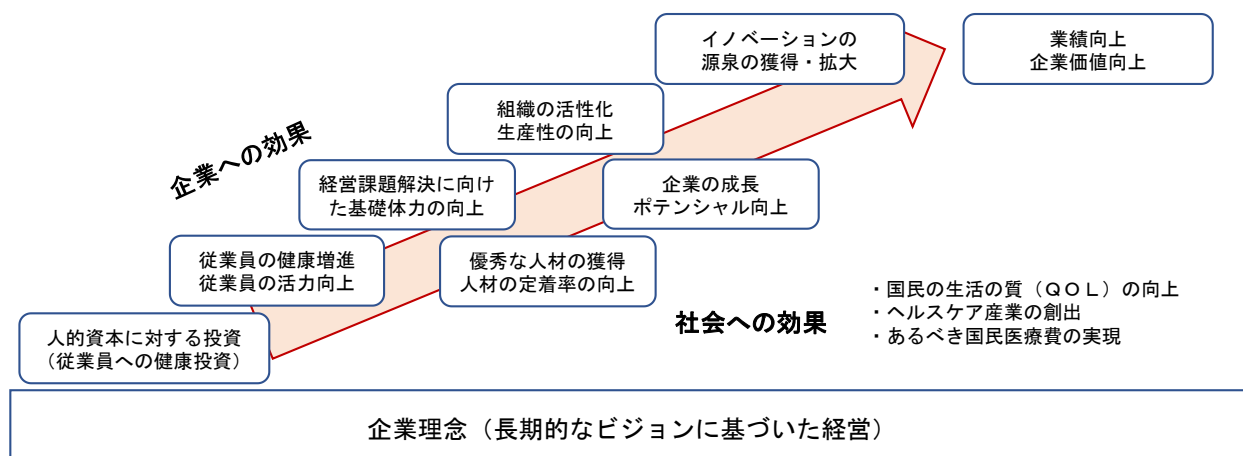 イノベーションの
源泉の獲得・拡大
業績向上
企業価値向上
組織の活性化
生産性の向上
企業への効果
経営課題解決に向け
た基礎体力の向上
企業の成長
ポテンシャル向上
従業員の健康増進
従業員の活力向上
優秀な人材の獲得
人材の定着率の向上
人的資本に対する投資
（従業員への健康投資）
社会への効果
・国民の生活の質（ＱＯＬ）の向上
・ヘルスケア産業の創出
・あるべき国民医療費の実現
企業理念（長期的なビジョンに基づいた経営）